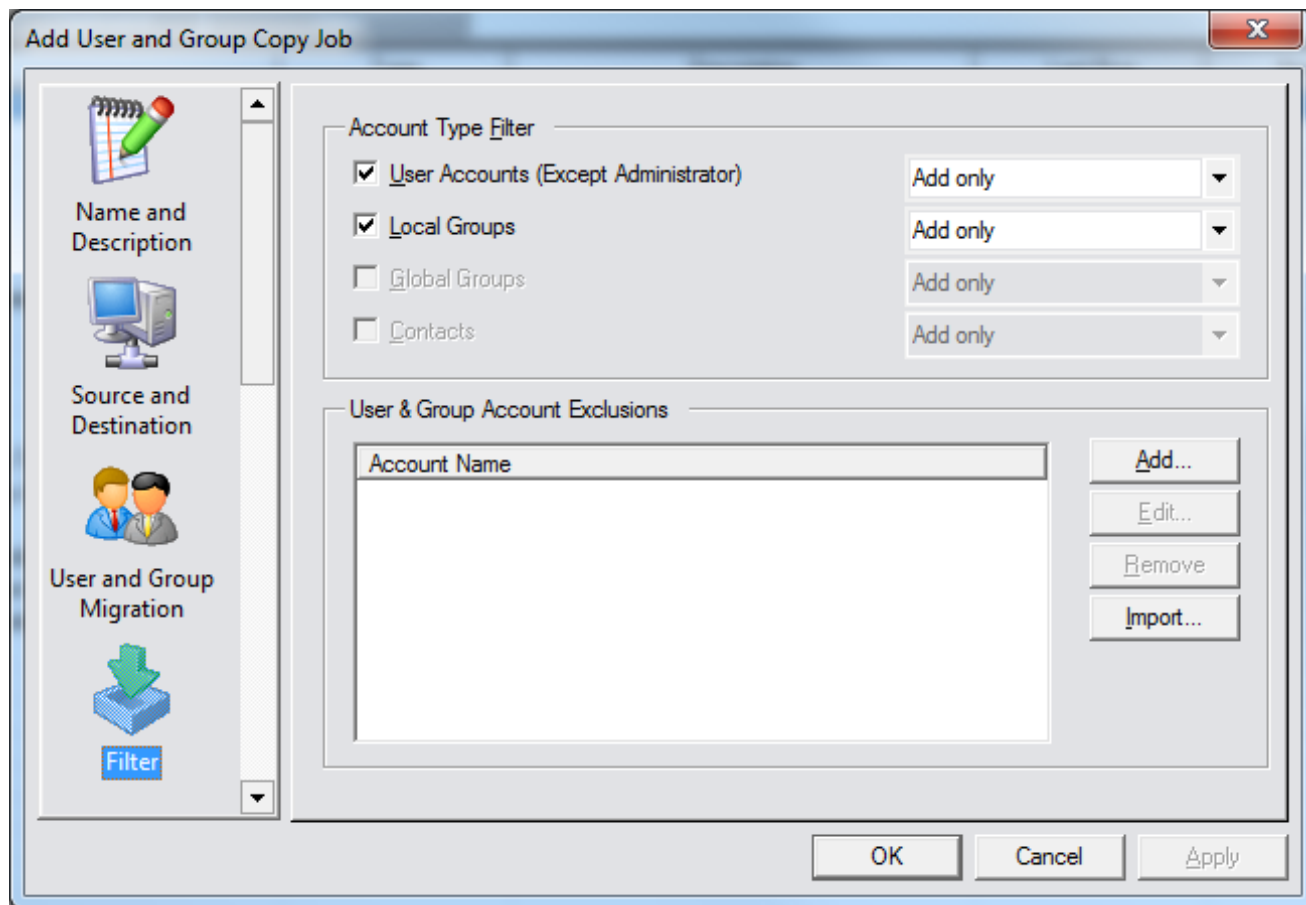 Add User and Group Copy Job
Name and
Description
Source and
Destination
User and Group
Migration
Filter
Account Type Filter
User Accounts (Except Administrator)
Add only
Local Groups
Add only
Global Groups
Add only
Contacts
Add only
User & Group Account Exclusions
Account Name
Add...
Edit...
Remove
Import...
OK
Cancel
Apply